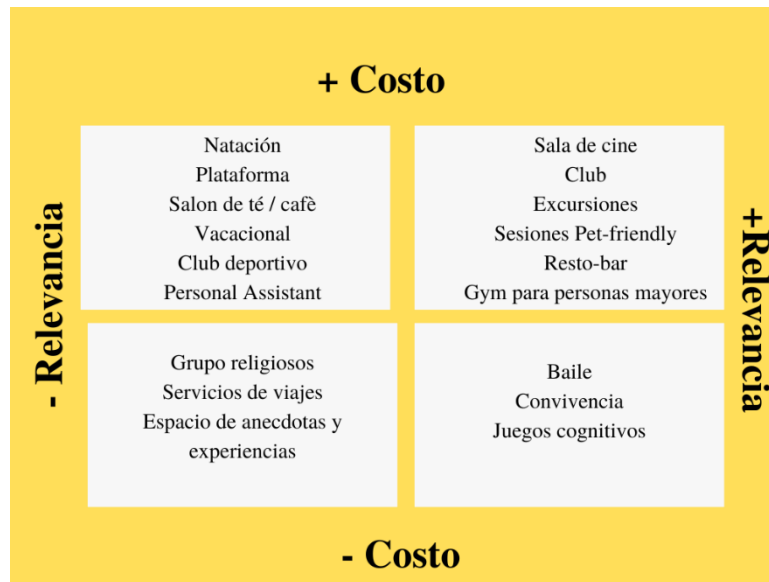 + Costo
- Relevancia
Natación
Plataforma
Salon de té / cafè
Vacacional
Club deportivo
Personal Assistant
Sala de cine
Club
Excursiones
Sesiones Pet-friendly
Resto-bar
Gym para personas mayores
+Relevancia
Grupo religiosos
Servicios de viajes
Espacio de anecdotas y
experiencias
Baile
Convivencia
Juegos cognitivos
- Costo